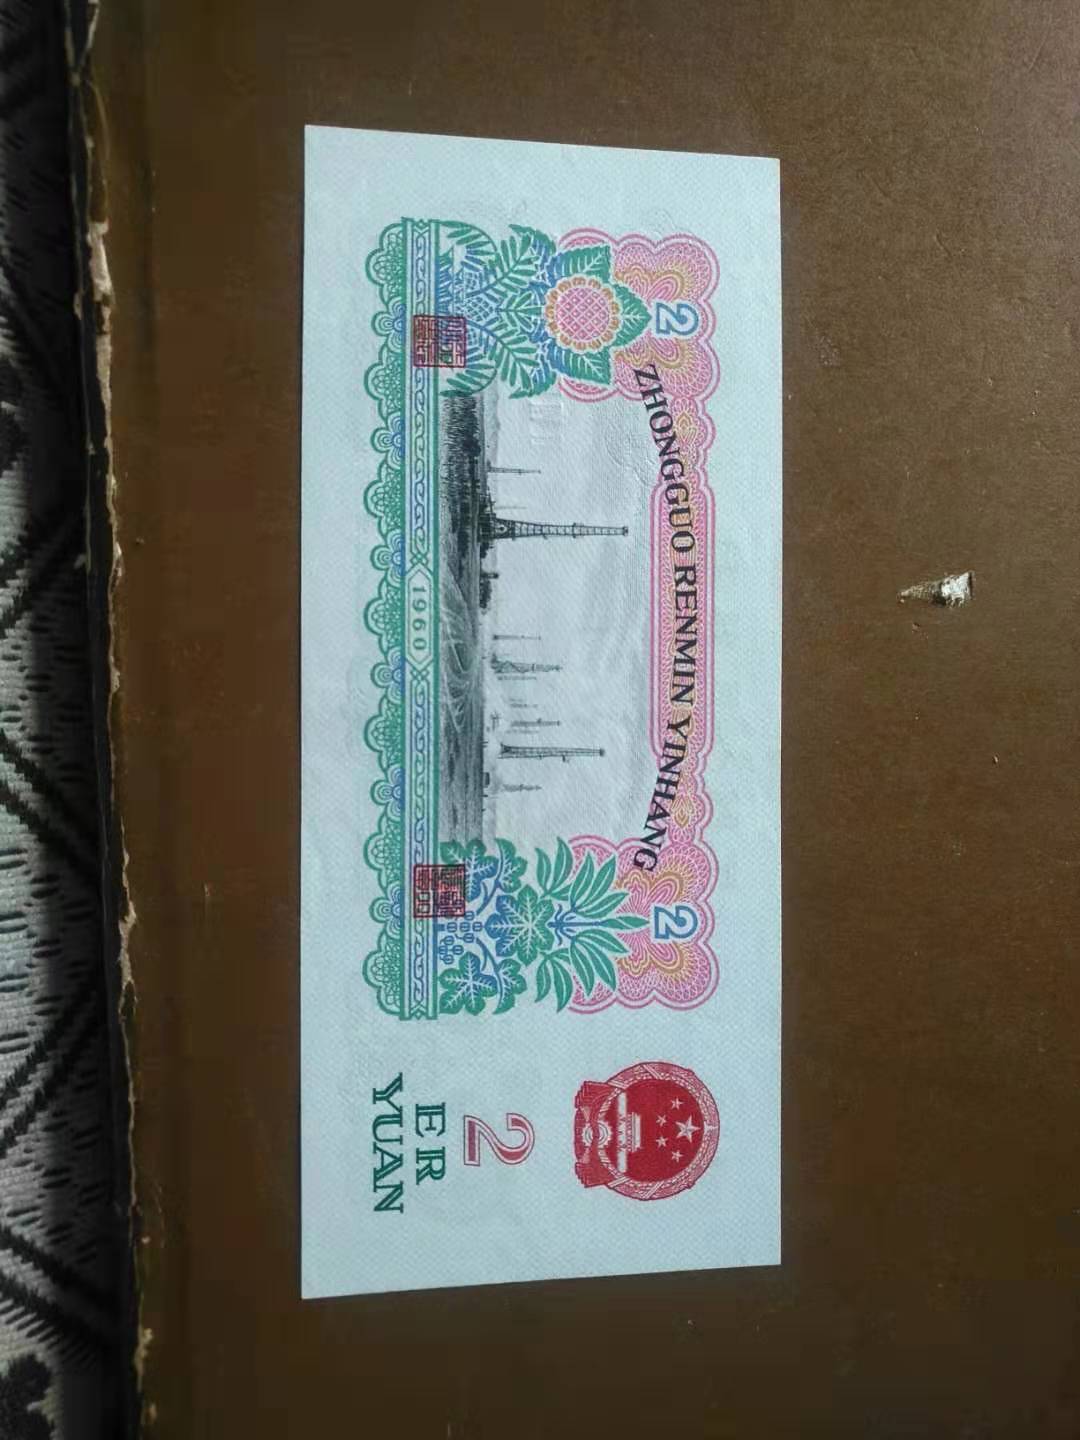 2 2
ZHONGGUO RENMIN YINHANG
1960
2
ER
YUAN